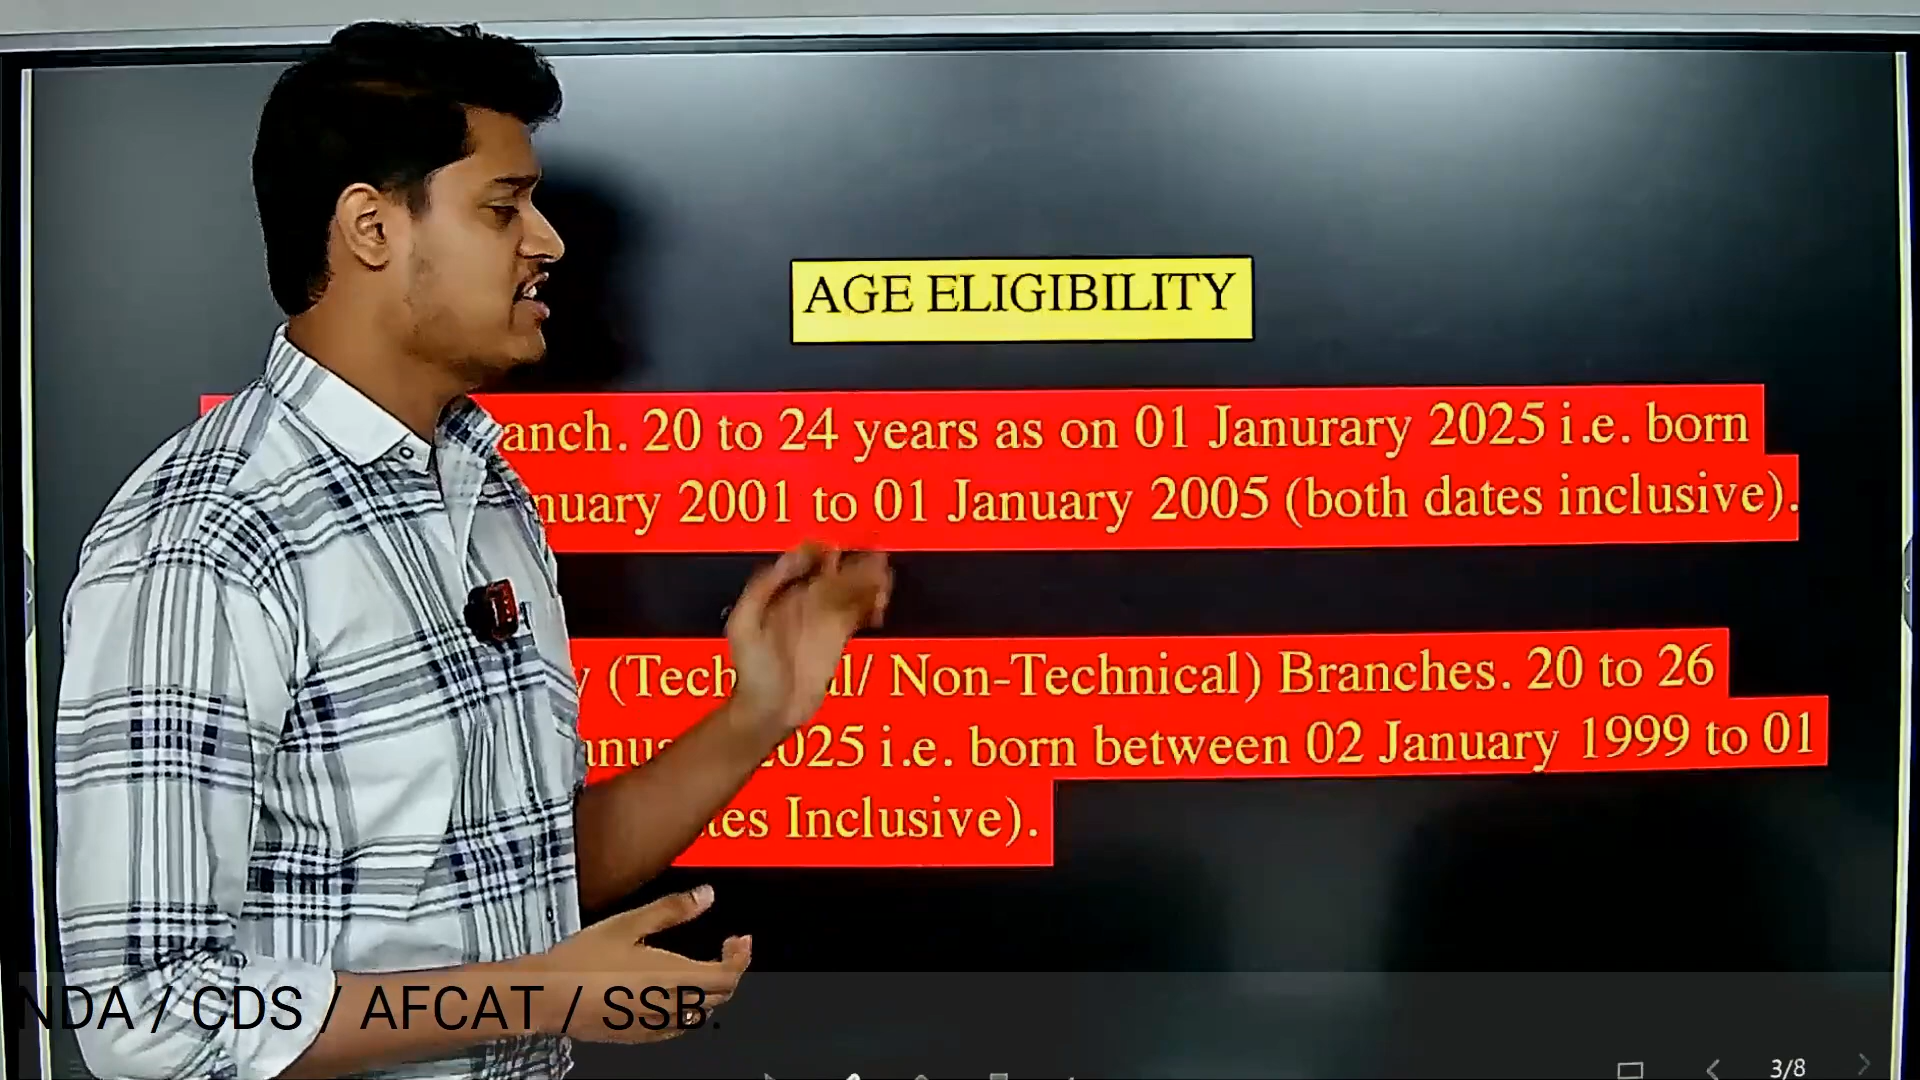 AGE ELIGIBILITY
anch. 20 to 24 years as on 01 Janurary 2025 i.e. born
nuary 2001 to 01 January 2005 (both dates inclusive).
(Tech al/ Non-Technical) Branches. 20 to 26
2025 i.e. born between 02 January 1999 to 01
tes Inclusive).
NDA / CDS / AFCAT / SSB.
3/8